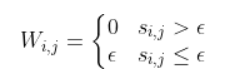 $W_{i,j} = \begin{cases} 0 & s_{i,j} > \epsilon \\ \epsilon & s_{i,j} \leq \epsilon \end{cases}$